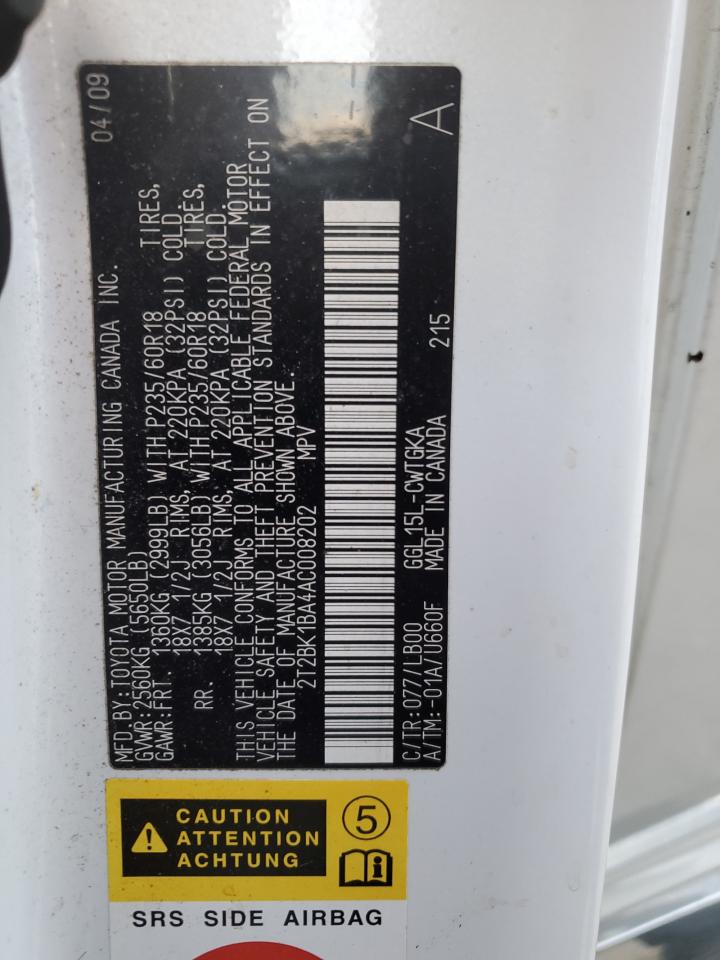 MFD.BY:TOYOTA MOTOR MANUFACTURING CANADA INC. 04/09
GVWR:2560KG (5650LB)
GAWR:FRT. 1360KG (2999LB) WITH P235/60R18 TIRES,
18X7 1/2J RIMS, AT 220KPA (32PSI) COLD.
RR. 1385KG (3056LB) WITH P235/60R18 TIRES,
18X7 1/2J RIMS, AT 220KPA (32PSI) COLD.
THIS VEHICLE CONFORMS TO ALL APPLICABLE FEDERAL MOTOR
VEHICLE SAFETY AND THEFT PREVENTION STANDARDS IN EFFECT ON
THE DATE OF MANUFACTURE SHOWN ABOVE.
2T2BK1BA4AC008202 MPV
C/TR:077/LB00 GGL15L-CWTGKA
A/TM:-01A/U660F MADE IN CANADA 215 A
CAUTION
ATTENTION
ACHTUNG
5
i
SRS SIDE AIRBAG